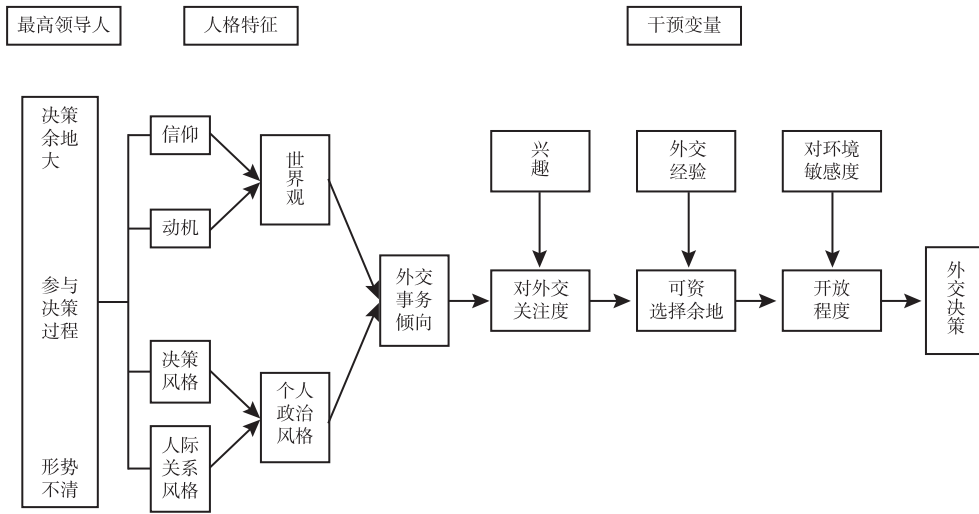 最高领导人
人格特征
干预变量
决策
余地
大
参与
决策
过程
形势
不清
信仰
动机
决策
风格
人际
关系
风格
世界观
个人
政治
风格
外交
事务
倾向
兴趣
对外交
关注度
外交
经验
可资
选择余地
对环境
敏感度
开放
程度
外交决策